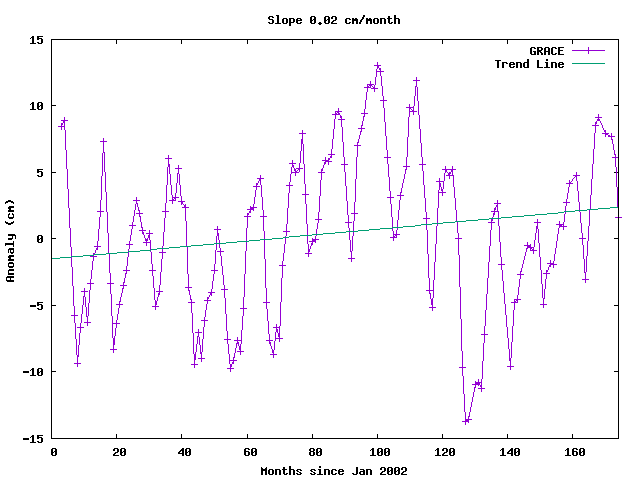 Slope 0.02 cm/month
GRACE
Trend Line
15
10
5
0
-5
-10
-15
Anomaly (cm)
0 20 40 60 80 100 120 140 160
Months since Jan 2002